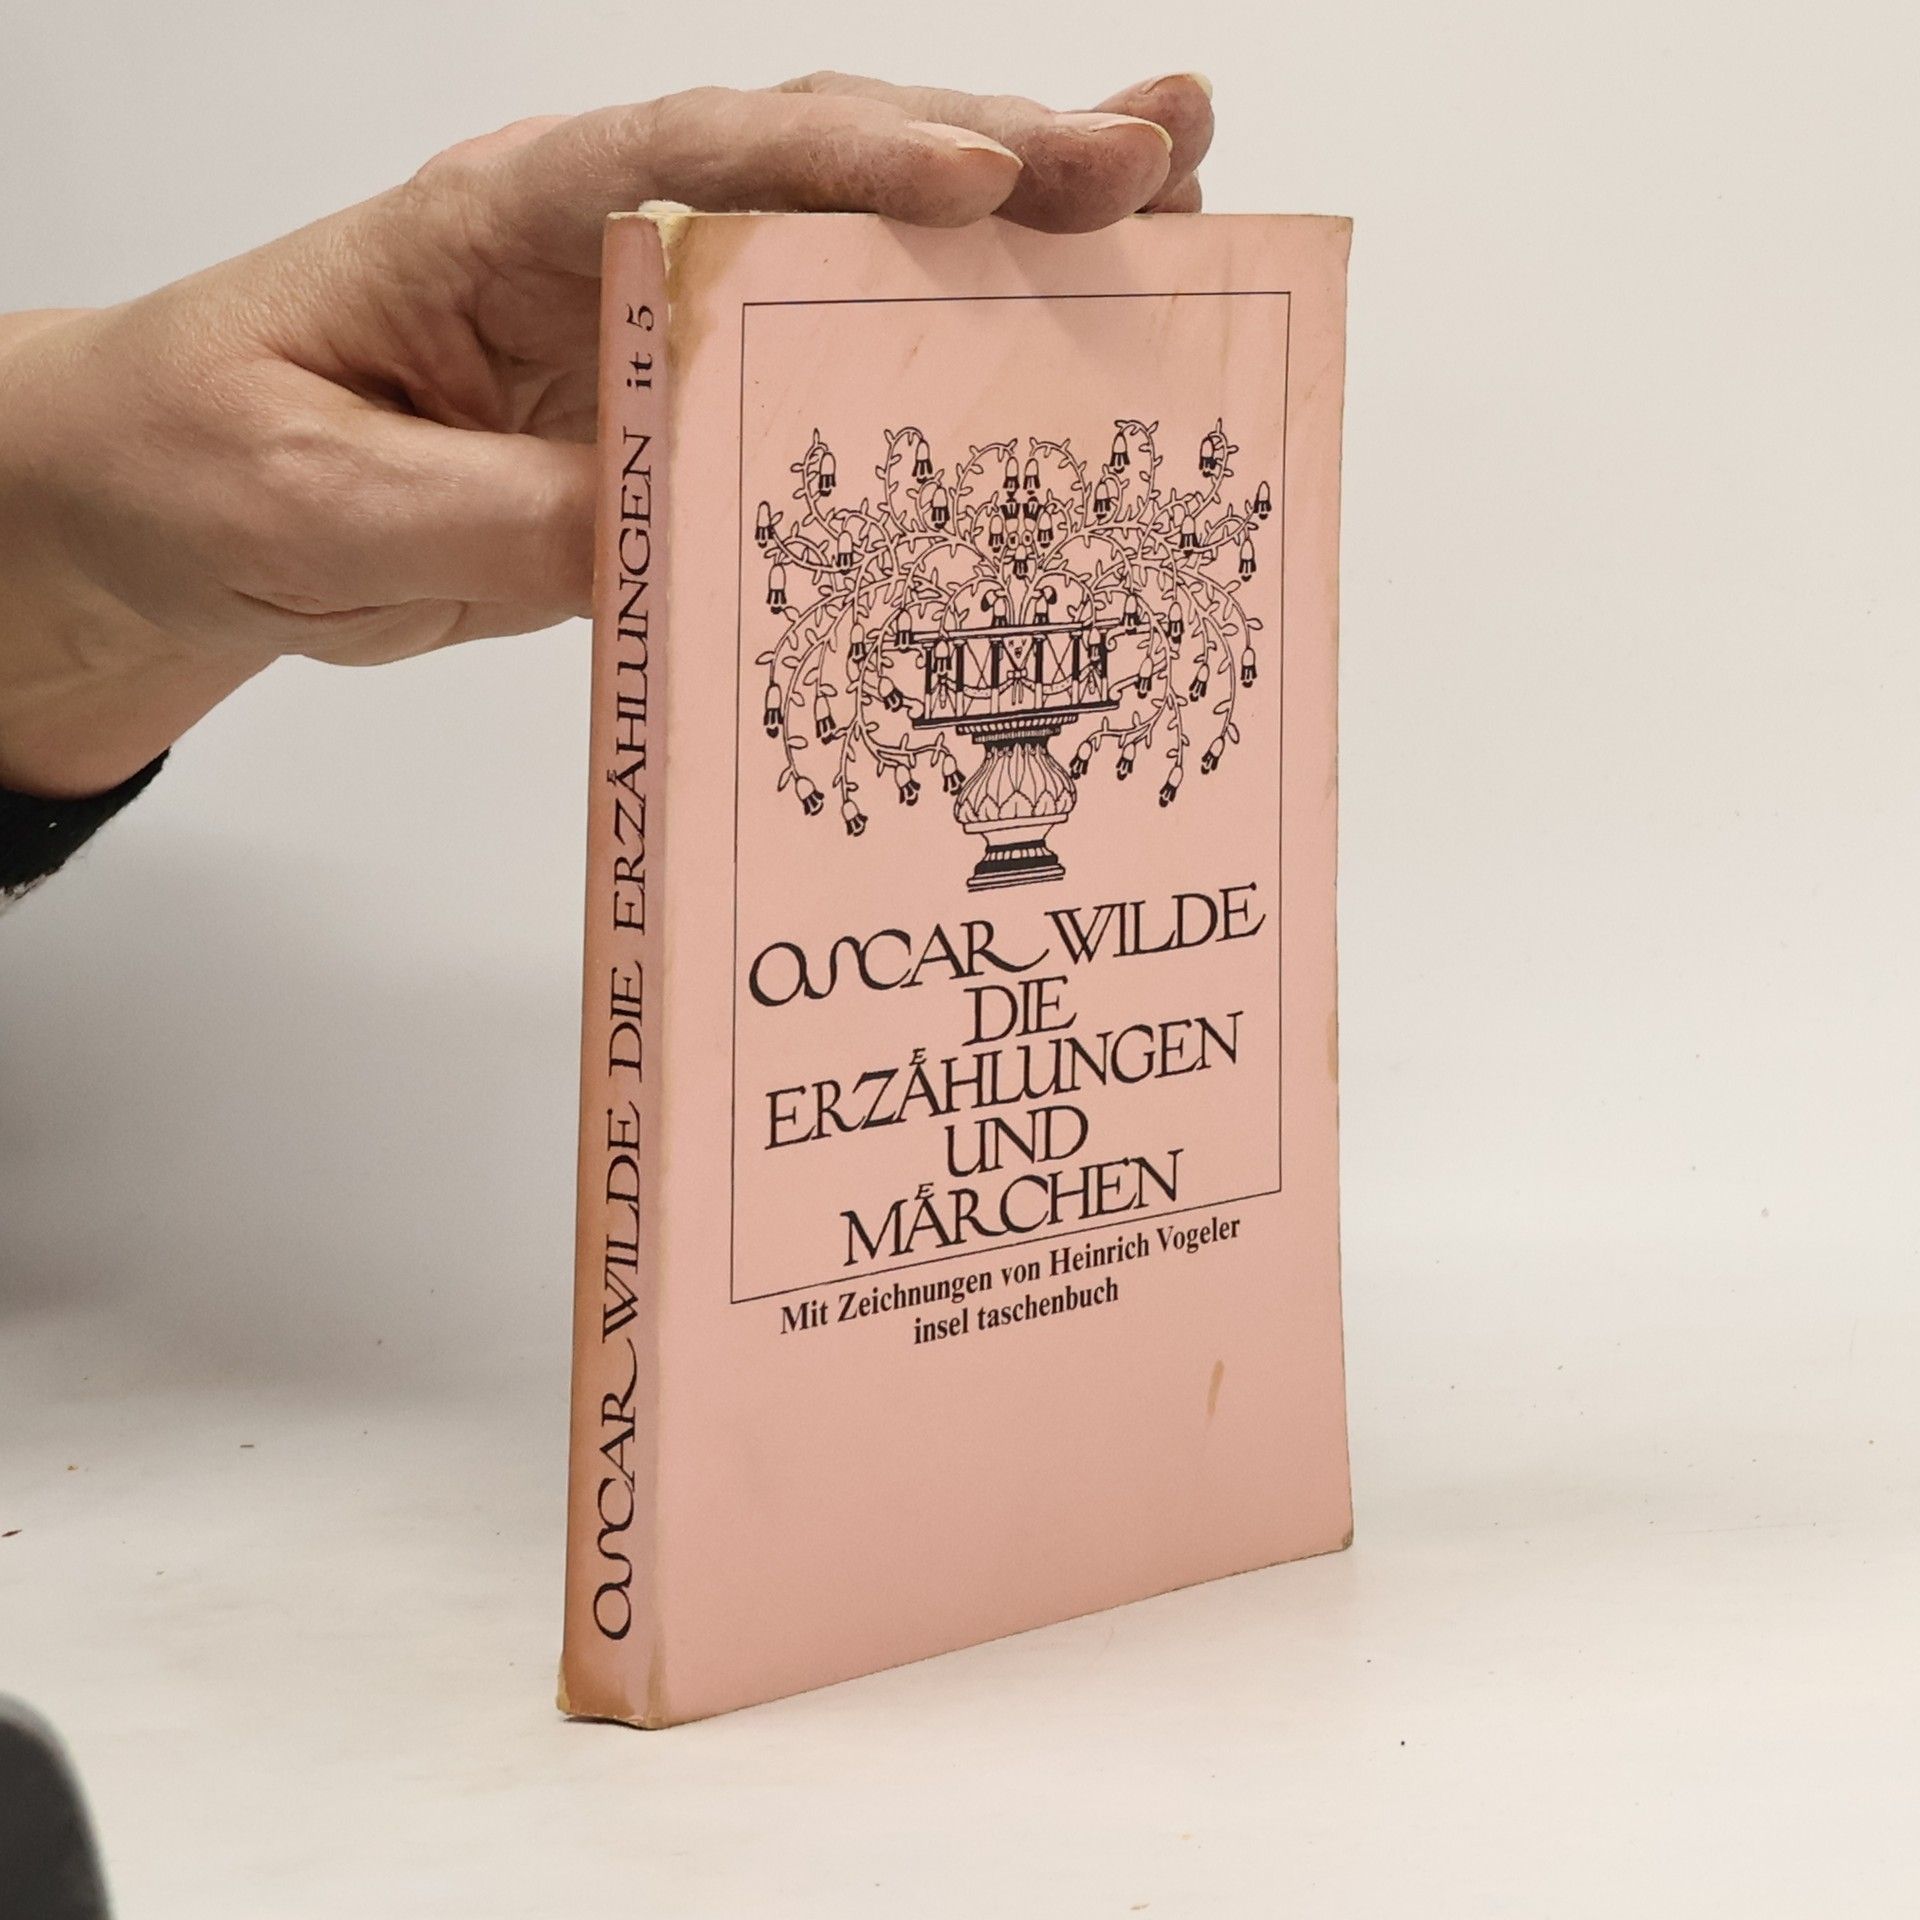 OSCAR WILDE DIE ERZÄHLUNGEN it 5
OSCAR WILDE
DIE
ERZÄHLUNGEN
UND
MÄRCHEN
Mit Zeichnungen von Heinrich Vogeler
insel taschenbuch